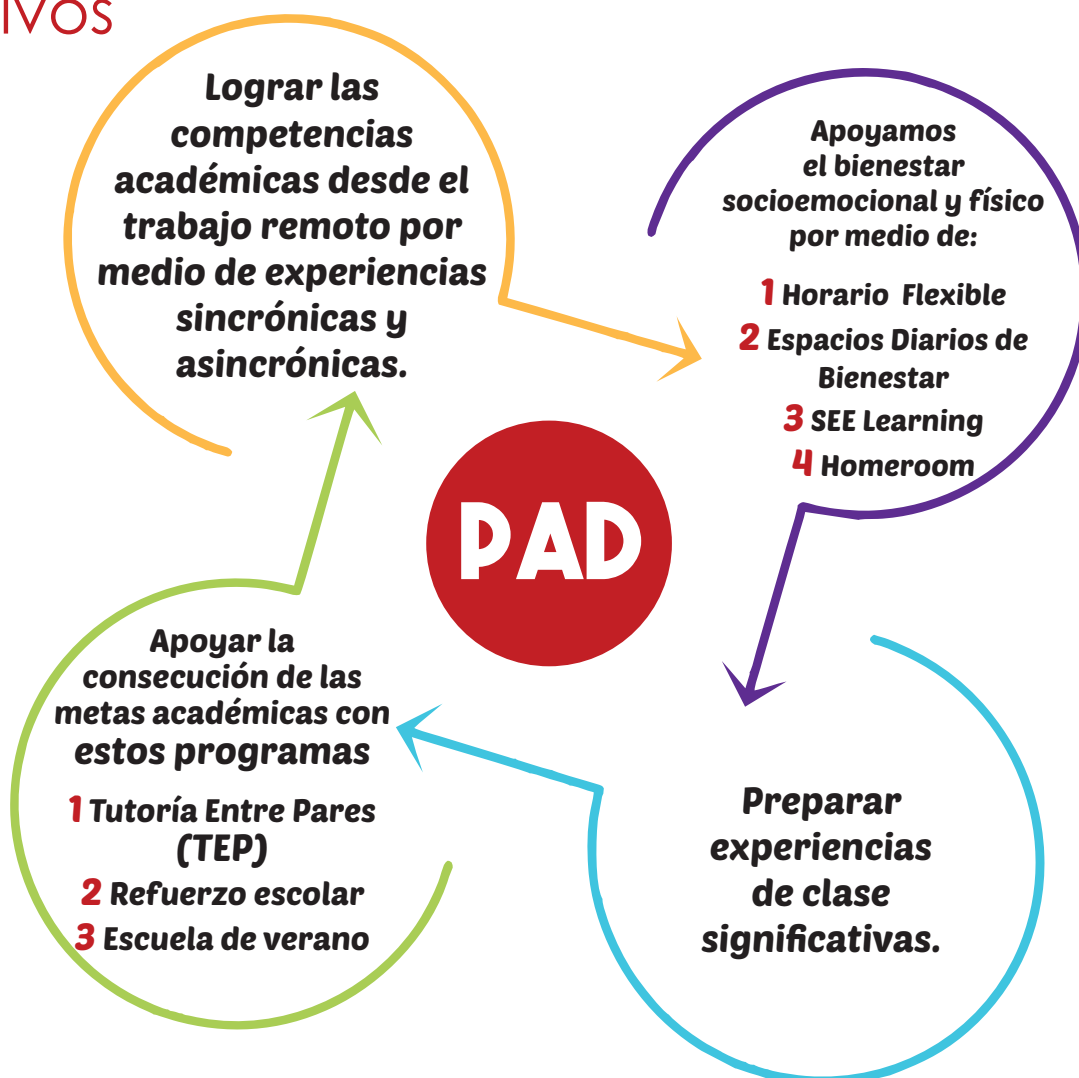 IVOS
Lograr las
competencias
académicas desde el
trabajo remoto por
medio de experiencias
sincrónicas y
asincrónicas.
Apoyamos
el bienestar
socioemocional y físico
por medio de:
1 Horario Flexible
2 Espacios Diarios de
Bienestar
3 SEE Learning
4 Homeroom
PAD
Apoyar la
consecución de las
metas académicas con
estos programas
1 Tutoría Entre Pares
(TEP)
2 Refuerzo escolar
3 Escuela de verano
Preparar
experiencias
de clase
significativas.